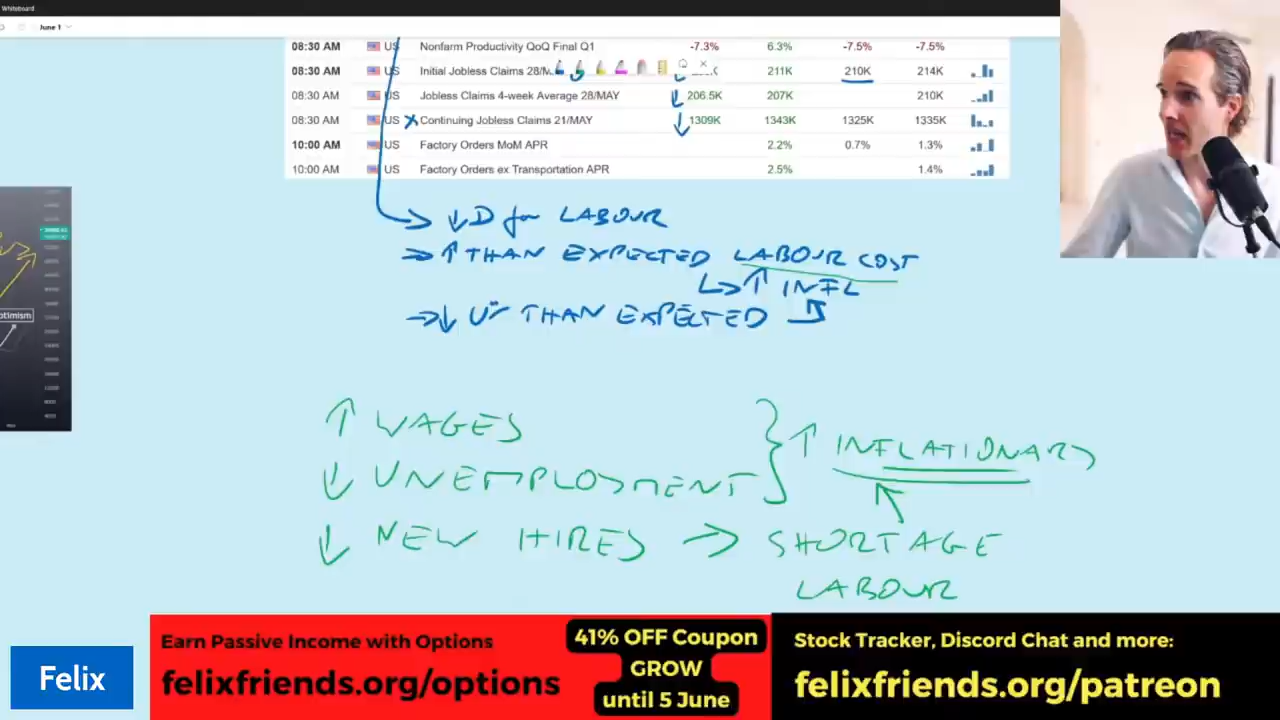 Whiteboard
June 1
08:30 AM US Nonfarm Productivity QoQ Final Q1 -7.3% 6.3% -7.5% -7.5%
08:30 AM US Initial Jobless Claims 28/M 211K 210K 214K
08:30 AM US Jobless Claims 4-week Average 28/MAY ↓ 206.5K 207K 210K
08:30 AM US Continuing Jobless Claims 21/MAY ↓ 1309K 1343K 1325K 1335K
10:00 AM US Factory Orders MoM APR 2.2% 0.7% 1.3%
10:00 AM US Factory Orders ex Transportation APR 2.5% 1.4%
→ ↓ D for LABOUR
→ ↑ THAN EXPECTED LABOUR COST
↳ ↑ INFL
→ ↓ THAN EXPECTED
timism
↑ WAGES
↓ UNEMPLOYMENT } ↑ INFLATIONARY
↓ NEW HIRES → SHORTAGE
LABOUR
Felix
Earn Passive Income with Options
felixfriends.org/options
41% OFF Coupon
GROW
until 5 June
Stock Tracker, Discord Chat and more:
felixfriends.org/patreon